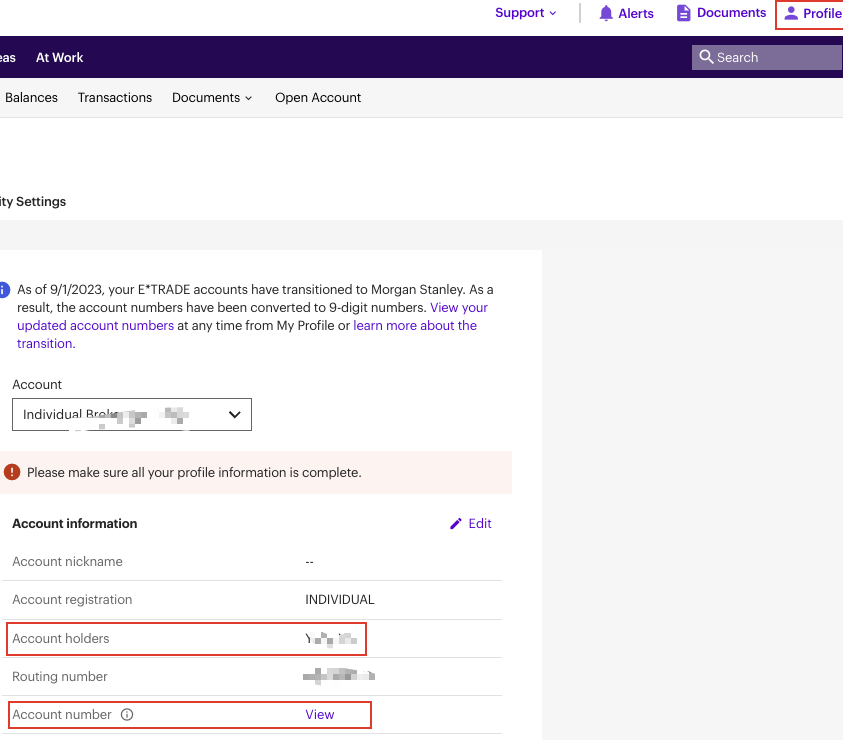 Support Alerts Documents Profile
eas At Work Search
Balances Transactions Documents Open Account
ity Settings
As of 9/1/2023, your E*TRADE accounts have transitioned to Morgan Stanley. As a
result, the account numbers have been converted to 9-digit numbers. View your
updated account numbers at any time from My Profile or learn more about the
transition.
Account
Individual
Please make sure all your profile information is complete.
Account information Edit
Account nickname --
Account registration INDIVIDUAL
Account holders
Routing number
Account number View